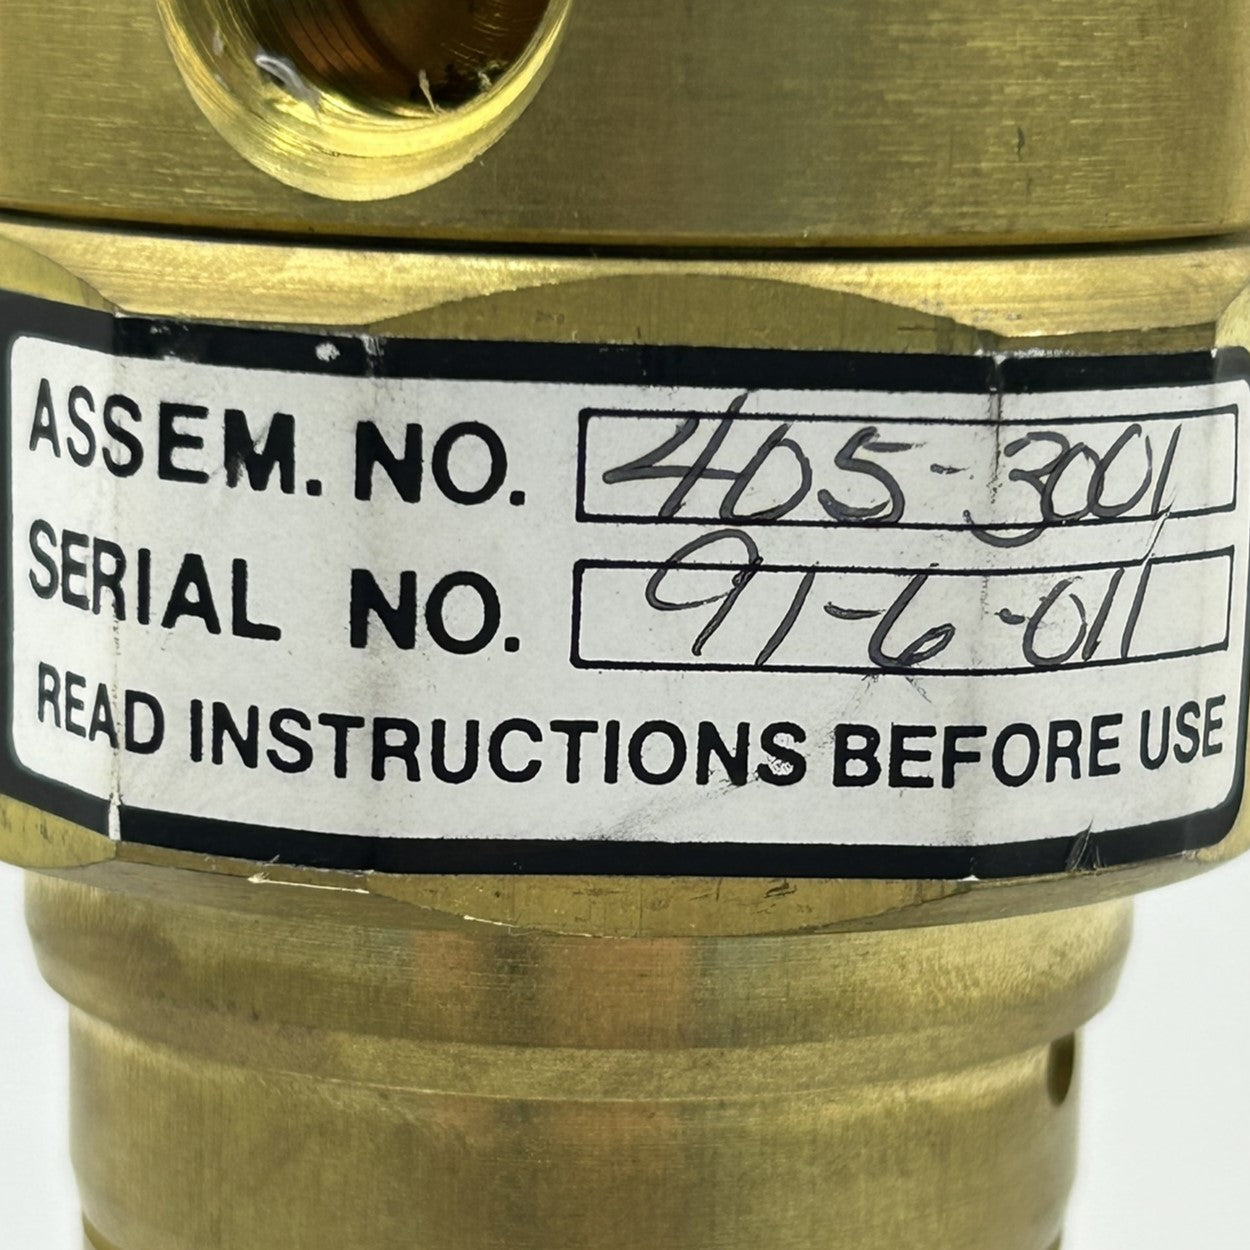 ASSEM. NO. 405-3001
SERIAL NO. 91-6-011
READ INSTRUCTIONS BEFORE USE